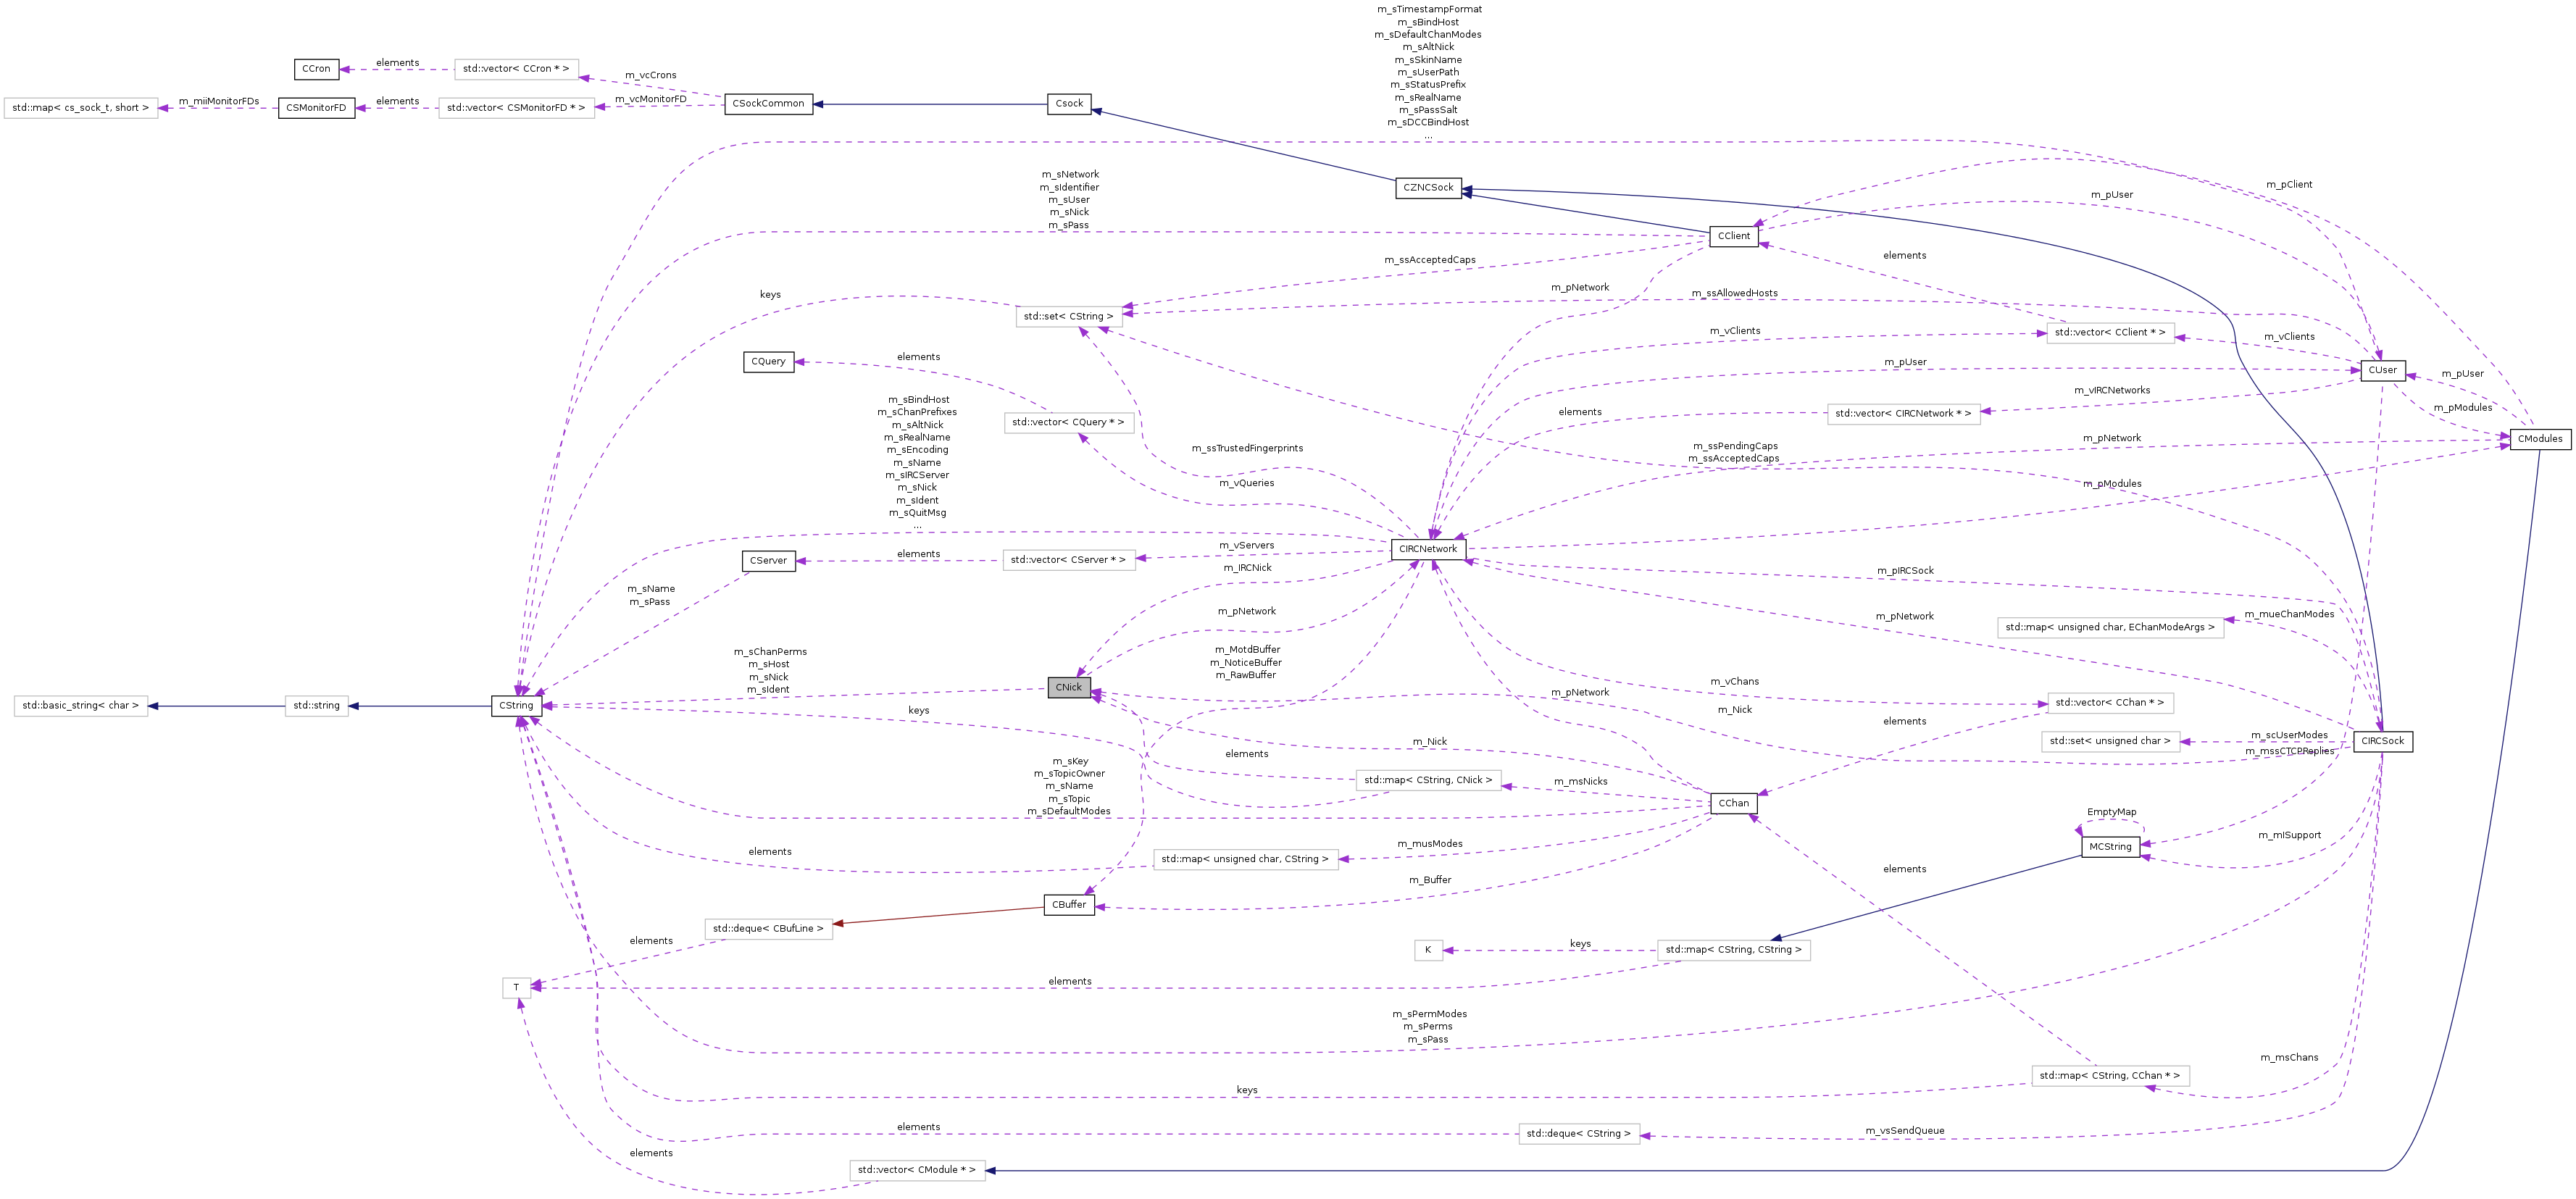 m_sTimestampFormat
m_sBindHost
m_sDefaultChanModes
m_sAltNick
m_sSkinName
m_sUserPath
m_sStatusPrefix
m_sRealName
m_sPassSalt
m_sDCCBindHost
...
CCron
elements
std::vector< CCron * >
m_vcCrons
std::map< cs_sock_t, short >
m_miiMonitorFDs
CSMonitorFD
elements
std::vector< CSMonitorFD * >
m_vcMonitorFD
CSockCommon
Csock
CZNCSock
m_pClient
m_pUser
m_sNetwork
m_sIdentifier
m_sUser
m_sNick
m_sPass
CClient
m_ssAcceptedCaps
elements
m_pNetwork
m_ssAllowedHosts
keys
std::set< CString >
m_vClients
std::vector< CClient * >
m_vClients
CQuery
elements
m_pUser
CUser
m_pUser
m_vIRCNetworks
m_sBindHost
m_sChanPrefixes
m_sAltNick
m_sRealName
m_sEncoding
m_sName
m_sIRCServer
m_sNick
m_sIdent
m_sQuitMsg
...
std::vector< CQuery * >
elements
std::vector< CIRCNetwork * >
m_pModules
m_ssTrustedFingerprints
m_ssPendingCaps
m_ssAcceptedCaps
m_pNetwork
CModules
m_vQueries
m_pModules
CServer
elements
std::vector< CServer * >
m_vServers
CIRCNetwork
m_IRCNick
m_pIRCSock
m_sName
m_sPass
m_pNetwork
m_pNetwork
m_mueChanModes
std::map< unsigned char, EChanModeArgs >
m_sChanPerms
m_sHost
m_sNick
m_sIdent
m_MotdBuffer
m_NoticeBuffer
m_RawBuffer
CNick
m_vChans
m_pNetwork
std::basic_string< char >
std::string
CString
keys
m_Nick
std::vector< CChan * >
elements
m_Nick
std::set< unsigned char >
m_scUserModes
CIRCSock
m_mssCTCPReplies
elements
m_sKey
m_sTopicOwner
m_sName
m_sTopic
m_sDefaultModes
std::map< CString, CNick >
m_msNicks
CChan
EmptyMap
m_mISupport
MCString
elements
std::map< unsigned char, CString >
m_musModes
m_Buffer
elements
CBuffer
std::deque< CBufLine >
elements
K
keys
std::map< CString, CString >
T
elements
m_sPermModes
m_sPerms
m_sPass
m_msChans
std::map< CString, CChan * >
keys
elements
std::deque< CString >
m_vsSendQueue
elements
std::vector< CModule * >